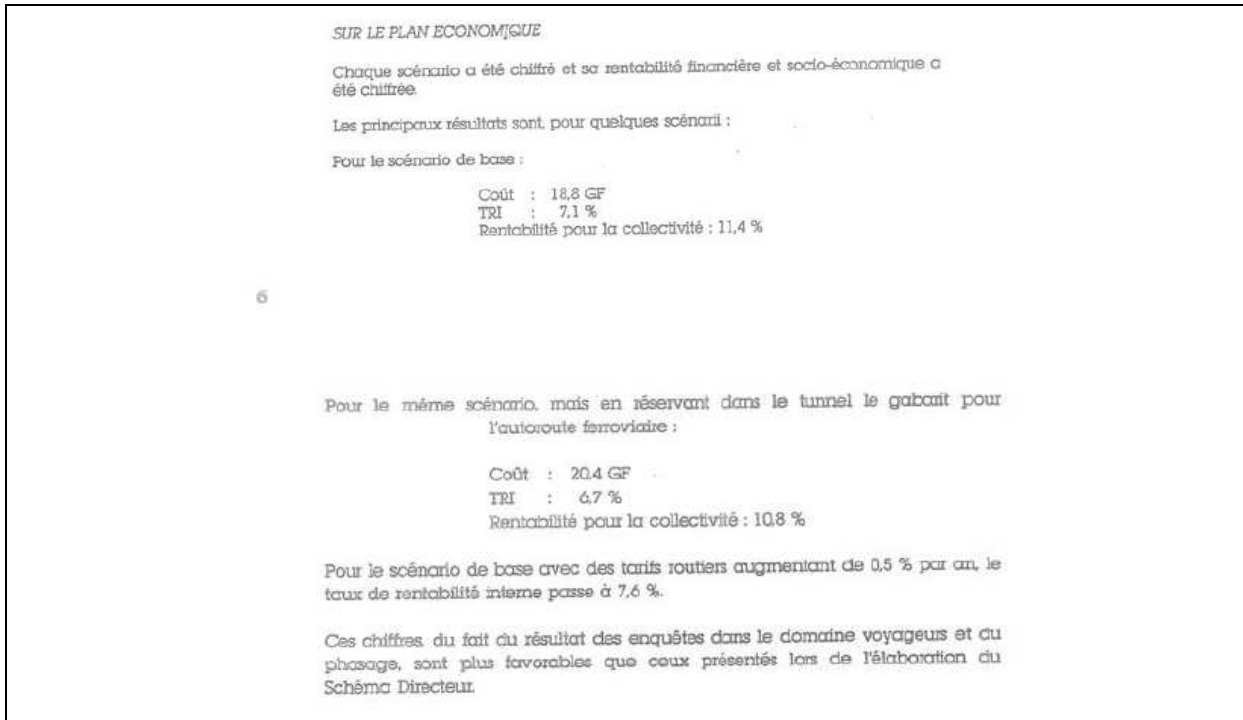 SUR LE PLAN ECONOMIQUE
Chaque scénario a été chiffré et sa rentabilité financière et socio-économique a
été chiffrée.
Les principaux résultats sont, pour quelques scénarii :
Pour le scénario de base :
Coût : 18,8 GF
TRI : 7,1 %
Rentabilité pour la collectivité : 11,4 %
6
Pour le même scénario, mais en réservant dans le tunnel le gabarit pour
l'autoroute ferroviaire :
Coût : 20,4 GF
TRI : 6,7 %
Rentabilité pour la collectivité : 10,8 %
Pour le scénario de base avec des tarifs routiers augmentant de 0,5 % par an, le
taux de rentabilité interne passe à 7,6 %.
Ces chiffres, du fait du résultat des enquêtes dans le domaine voyageurs et du
phasage, sont plus favorables que ceux présentés lors de l'élaboration du
Schéma Directeur.